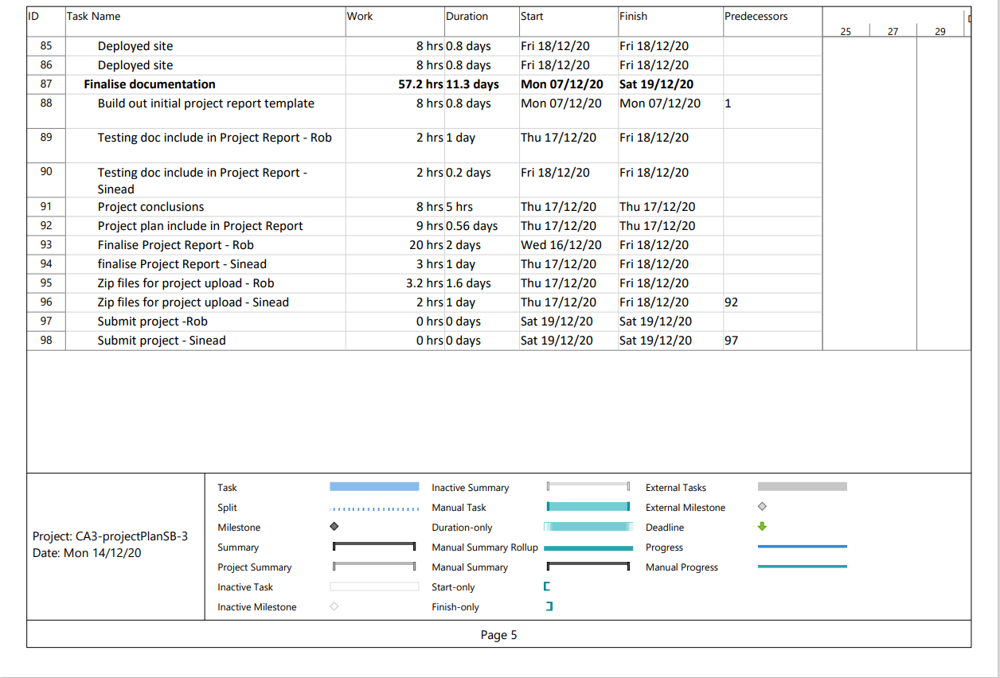 ID Task Name Work Duration Start Finish Predecessors
25 27 29
85 Deployed site 8 hrs 0.8 days Fri 18/12/20 Fri 18/12/20
86 Deployed site 8 hrs 0.8 days Fri 18/12/20 Fri 18/12/20
87 Finalise documentation 57.2 hrs 11.3 days Mon 07/12/20 Sat 19/12/20
88 Build out initial project report template 8 hrs 0.8 days Mon 07/12/20 Mon 07/12/20 1
89 Testing doc include in Project Report - Rob 2 hrs 1 day Thu 17/12/20 Fri 18/12/20
90 Testing doc include in Project Report - 2 hrs 0.2 days Fri 18/12/20 Fri 18/12/20
Sinead
91 Project conclusions 8 hrs 5 hrs Thu 17/12/20 Thu 17/12/20
92 Project plan include in Project Report 9 hrs 0.56 days Thu 17/12/20 Thu 17/12/20
93 Finalise Project Report - Rob 20 hrs 2 days Wed 16/12/20 Fri 18/12/20
94 finalise Project Report - Sinead 3 hrs 1 day Thu 17/12/20 Fri 18/12/20
95 Zip files for project upload - Rob 3.2 hrs 1.6 days Thu 17/12/20 Fri 18/12/20
96 Zip files for project upload - Sinead 2 hrs 1 day Thu 17/12/20 Fri 18/12/20 92
97 Submit project -Rob 0 hrs 0 days Sat 19/12/20 Sat 19/12/20
98 Submit project - Sinead 0 hrs 0 days Sat 19/12/20 Sat 19/12/20 97
Project: CA3-projectPlanSB-3
Date: Mon 14/12/20
Task Inactive Summary External Tasks
Split Manual Task External Milestone
Milestone Duration-only Deadline
Summary Manual Summary Rollup Progress
Project Summary Manual Summary Manual Progress
Inactive Task Start-only
Inactive Milestone Finish-only
Page 5